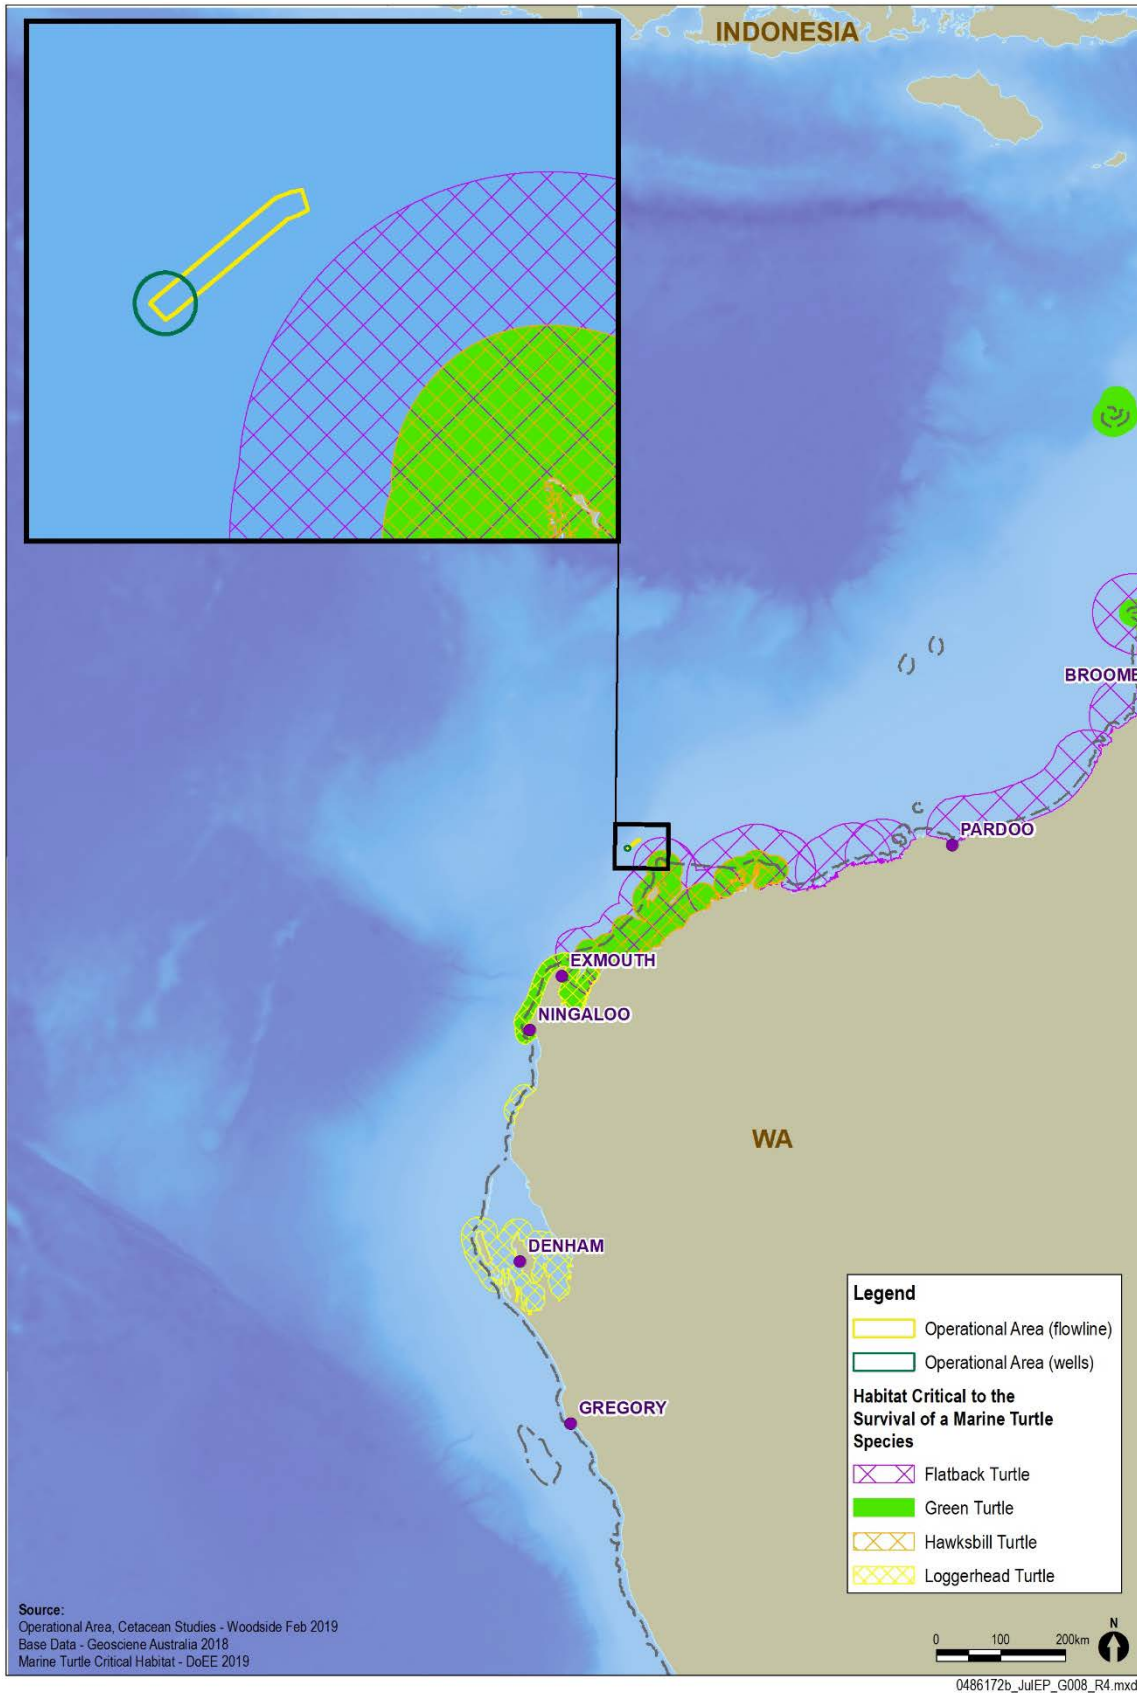 INDONESIA
BROOME
PARDOO
EXMOUTH
NINGALOO
WA
DENHAM
GREGORY
Legend
Operational Area (flowline)
Operational Area (wells)
Habitat Critical to the
Survival of a Marine Turtle
Species
Flatback Turtle
Green Turtle
Hawksbill Turtle
Loggerhead Turtle
Source:
Operational Area, Cetacean Studies - Woodside Feb 2019
Base Data - Geosciene Australia 2018
Marine Turtle Critical Habitat - DoEE 2019
0 100 200km
N
0486172b_JulEP_G008_R4.mxd